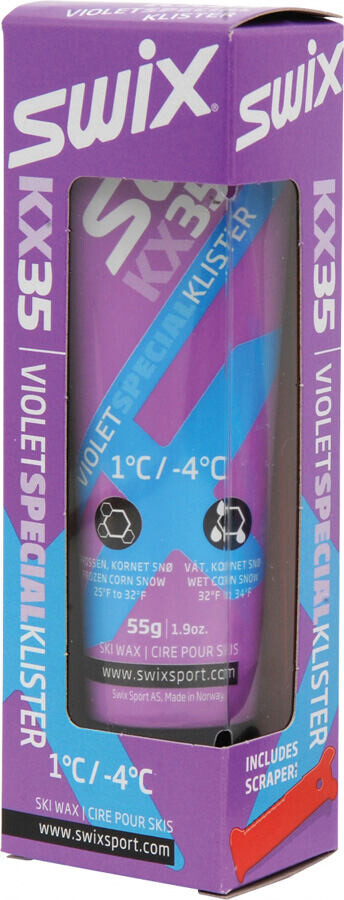 VIOLETSPECIALKLISTER
SWIX
KX35 | VIOLETSPECIALKLISTER
1°C / -4°C
SKI WAX | CIRE POUR SKIS
www.swixsport.com
KX35
VIOLETSPECIALKLISTER
1°C / -4°C
KORNET SNØ
FROZEN CORN SNOW
25°F to 32°F
VÅT, KORNET SNØ
WET CORN SNOW
32°F to 34°F
55g | 1.9oz.
SKI WAX | CIRE POUR SKIS
www.swixsport.com
Swix Sport AS, Made in Norway
SWIX
KX35 | VIOLETSPECIALKLISTER
INCLUDES
SCRAPER!